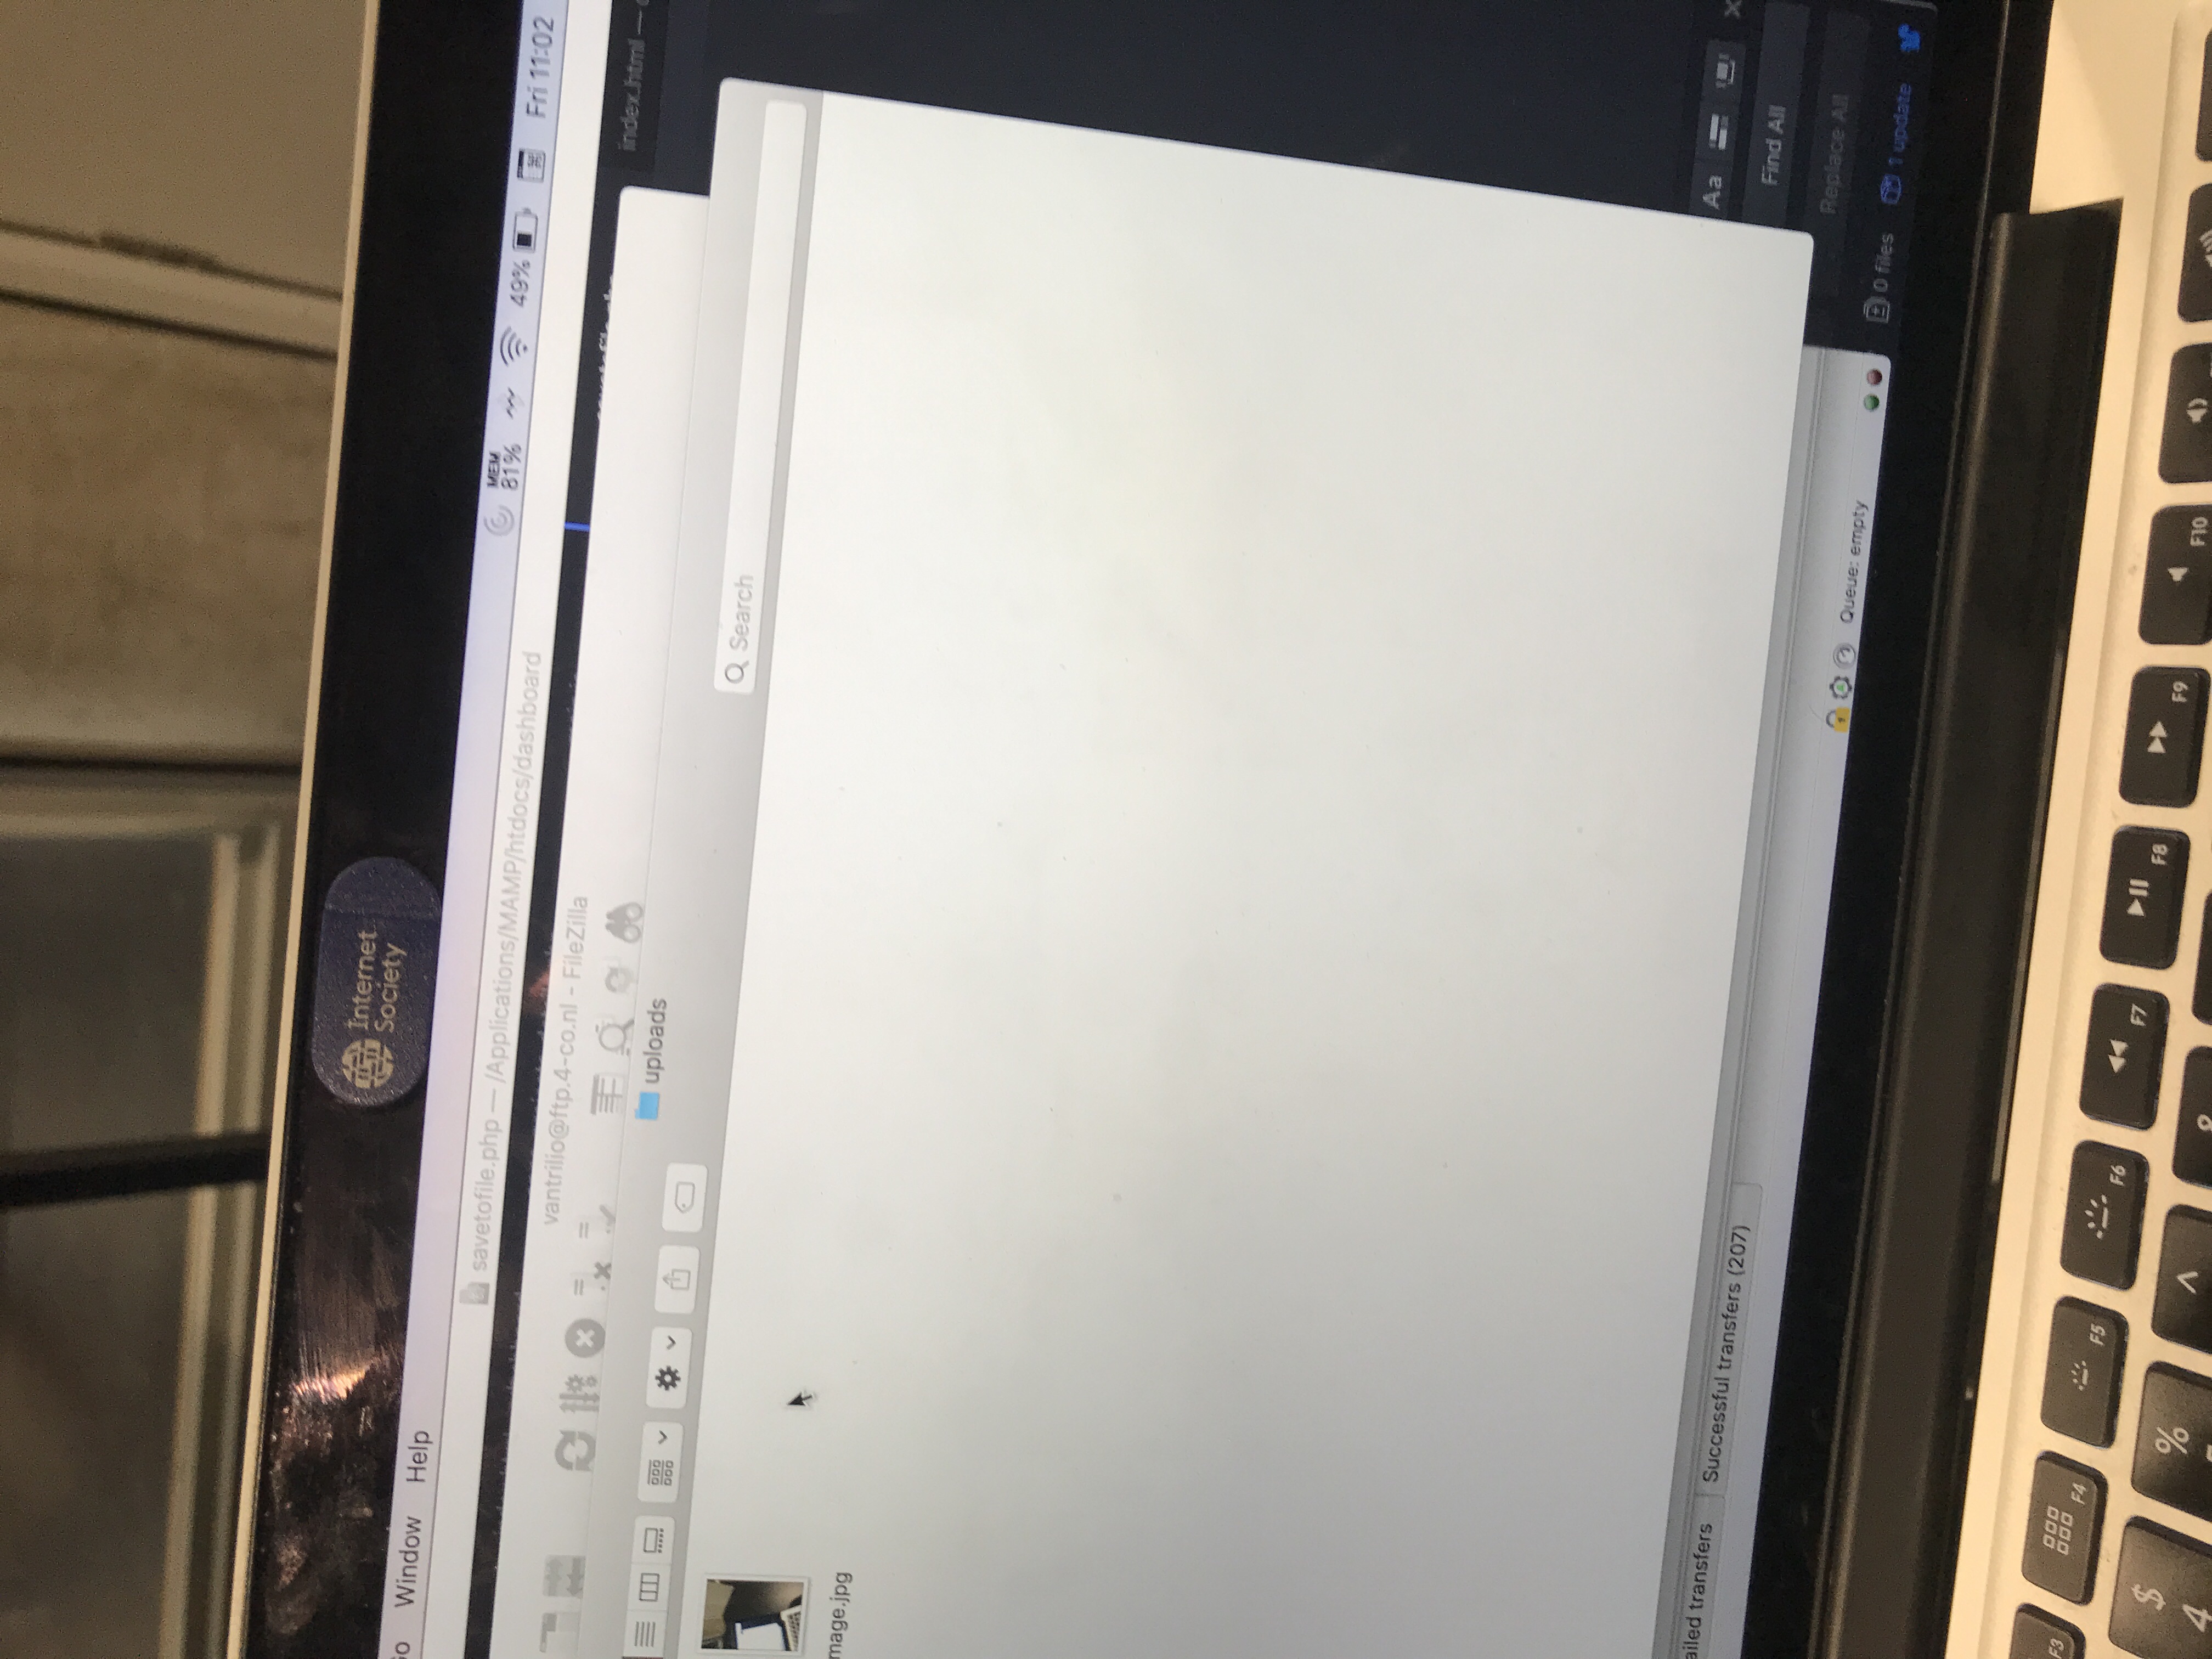 Internet
Society
Window Help
savetofile.php — /Applications/MAMP/htdocs/dashboard
MEM
81%
49%
Fri 11:02
vantrilio@ftp.4-co.nl - FileZilla
index.html —
uploads
Search
mage.jpg
ailed transfers
Successful transfers (207)
Aa
Find All
Replace All
Queue: empty
0 files
1 update
F3
F4
F5
F6
F7
F8
F9
F10
$
4
%
^